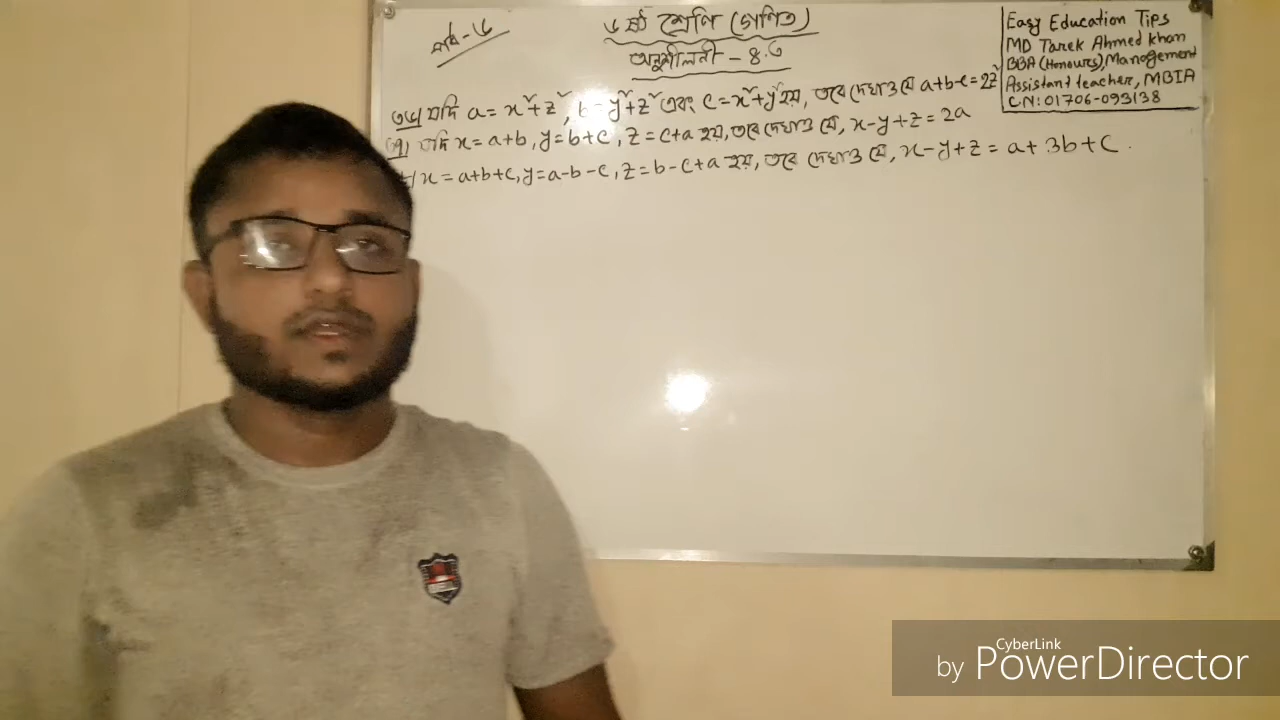 পর্ব-৬
৬ষ্ঠ শ্রেণি (গণিত)
অনুশীলনী - ৪.৩
Easy Education Tips
MD Tarek Ahmed Khan
BBA (Honours), Management
Assistant teacher, MBIA
CN: 01706-093138
যদি a = x²+z², b = y²+z² এবং c = x²+y² হয়, তবে দেখাও যে a+b-c = 2z²
যদি x = a+b, y = b+c, z = c+a হয়, তবে দেখাও যে, x-y+z = 2a
x = a+b+c, y = a-b-c, z = b-c+a হয়, তবে দেখাও যে, x-y+z = a+3b+c.
by CyberLink PowerDirector